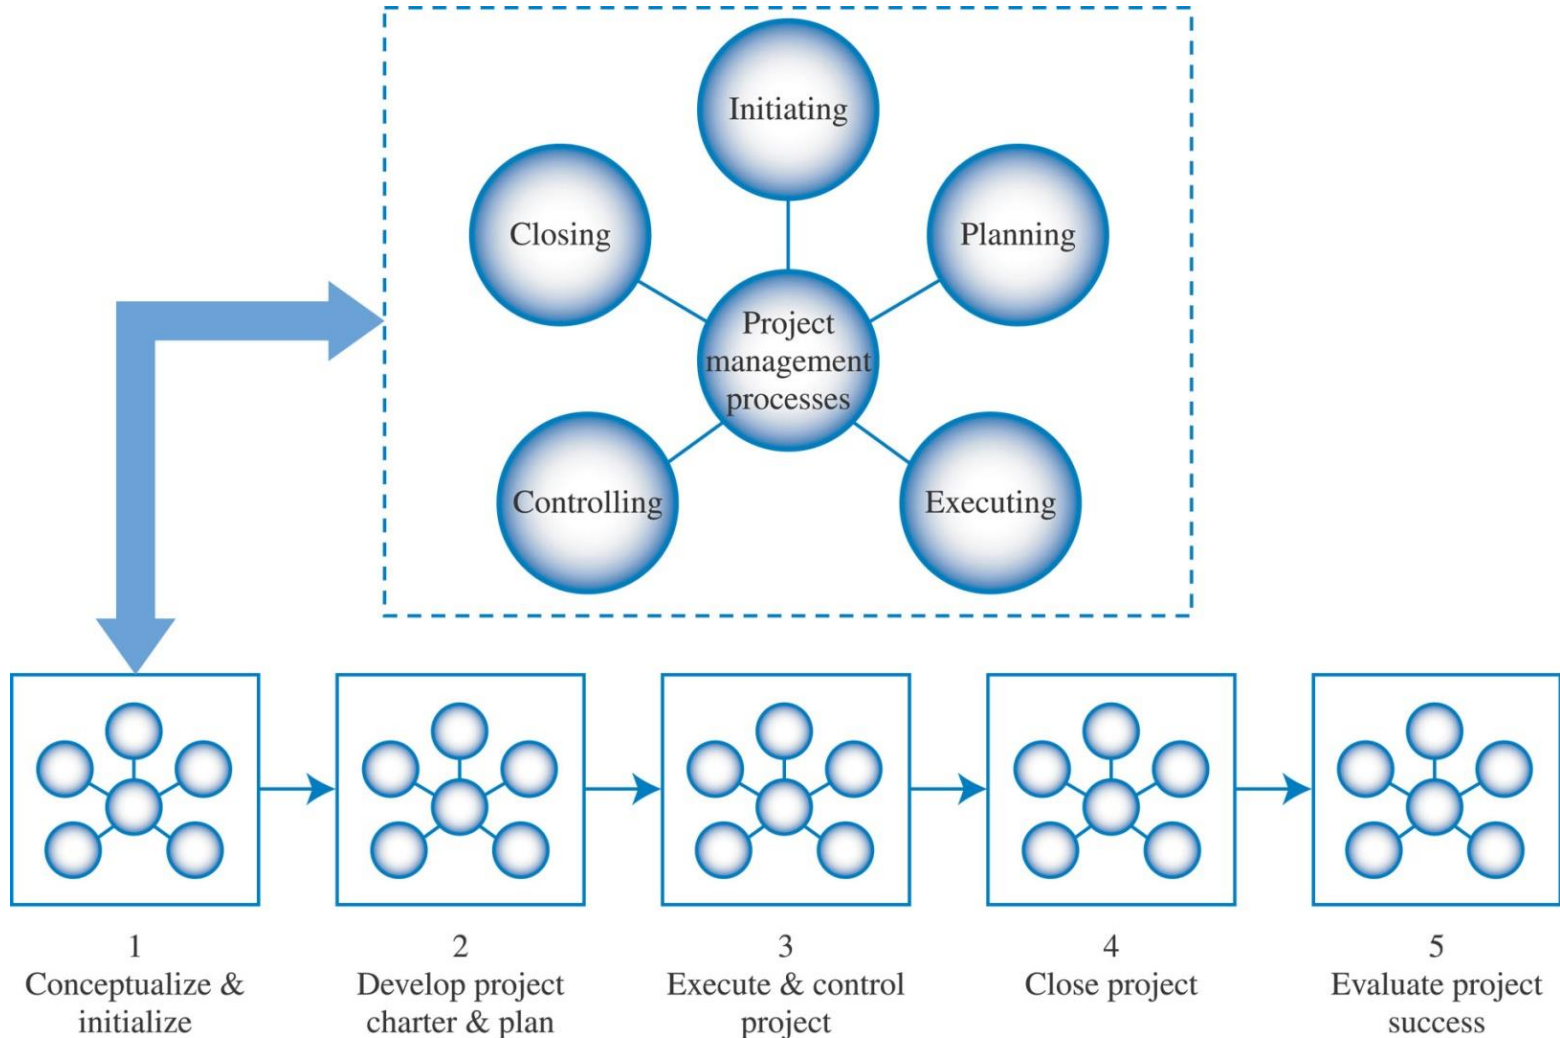 Initiating
Closing
Planning
Project
management
processes
Controlling
Executing
1
Conceptualize &
initialize
2
Develop project
charter & plan
3
Execute & control
project
4
Close project
5
Evaluate project
success